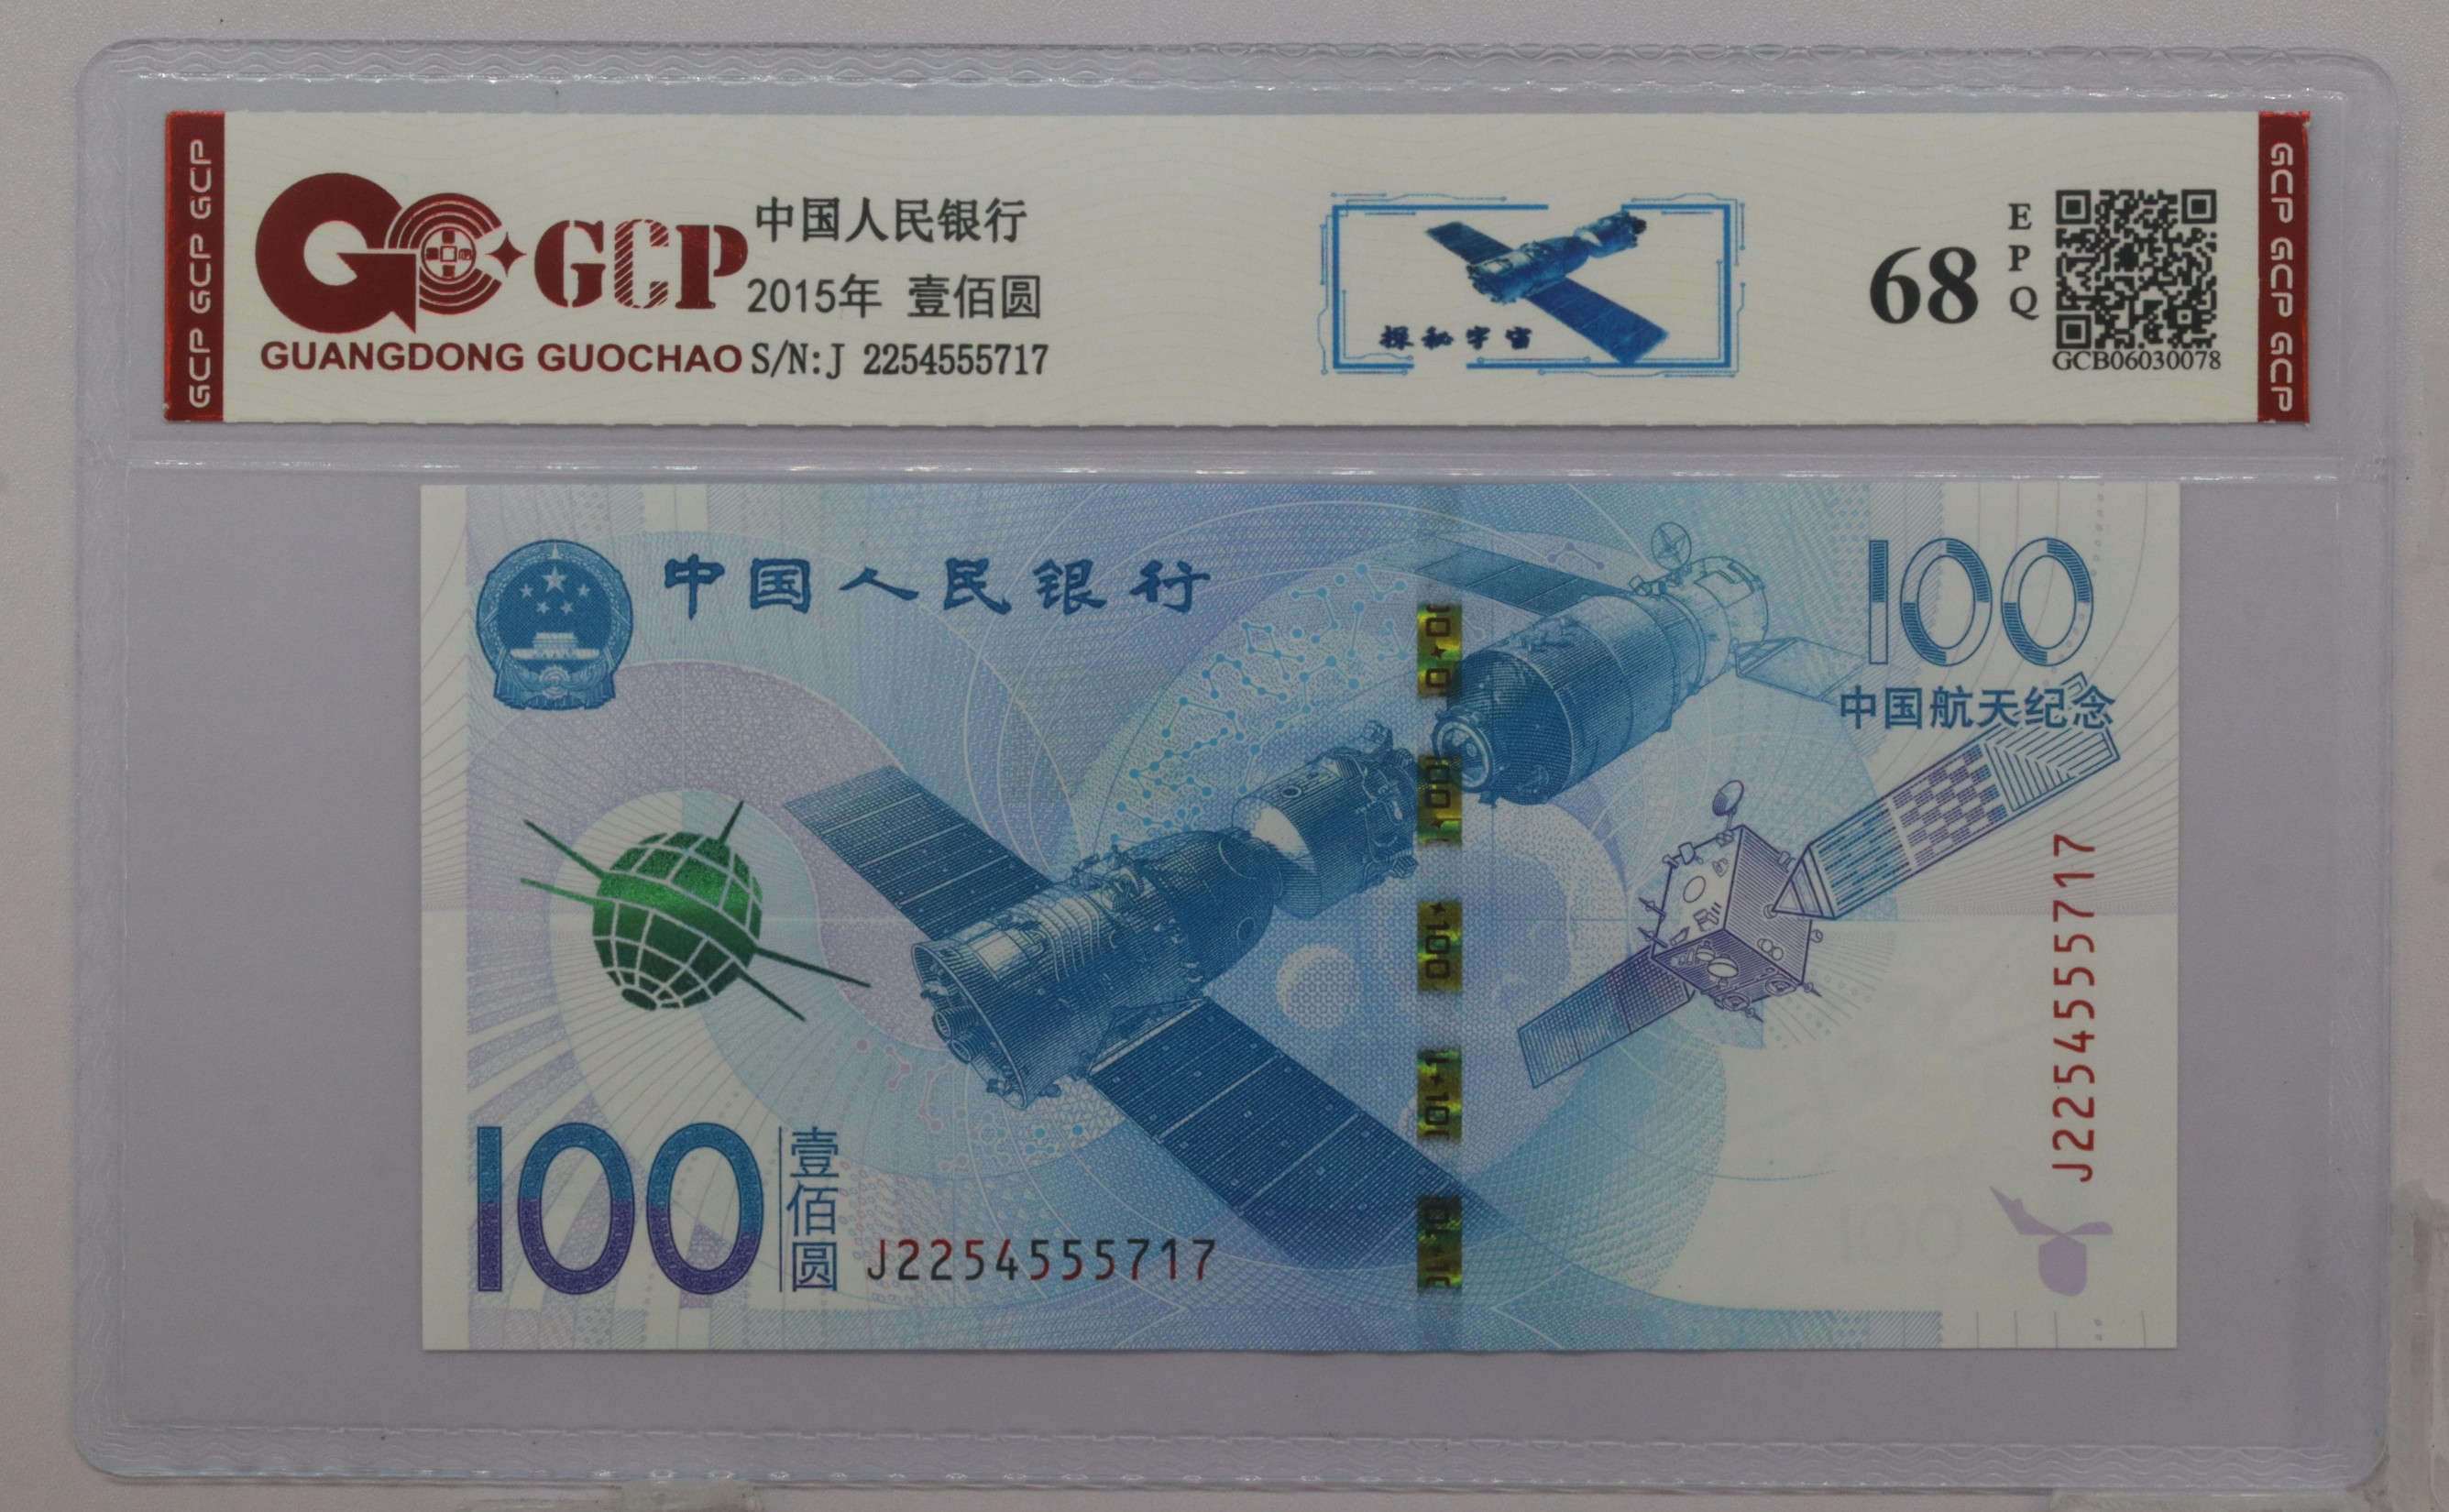 GCP GCP GCP
GCP
中国人民银行
2015年 壹佰圆
GUANGDONG GUOCHAO
S/N:J 2254555717
探秘宇宙
68
EPQ
GCB06030078
GCP GCP GCP
中国人民银行
100
中国航天纪念
J2254555717
100
壹佰圆
J2254555717